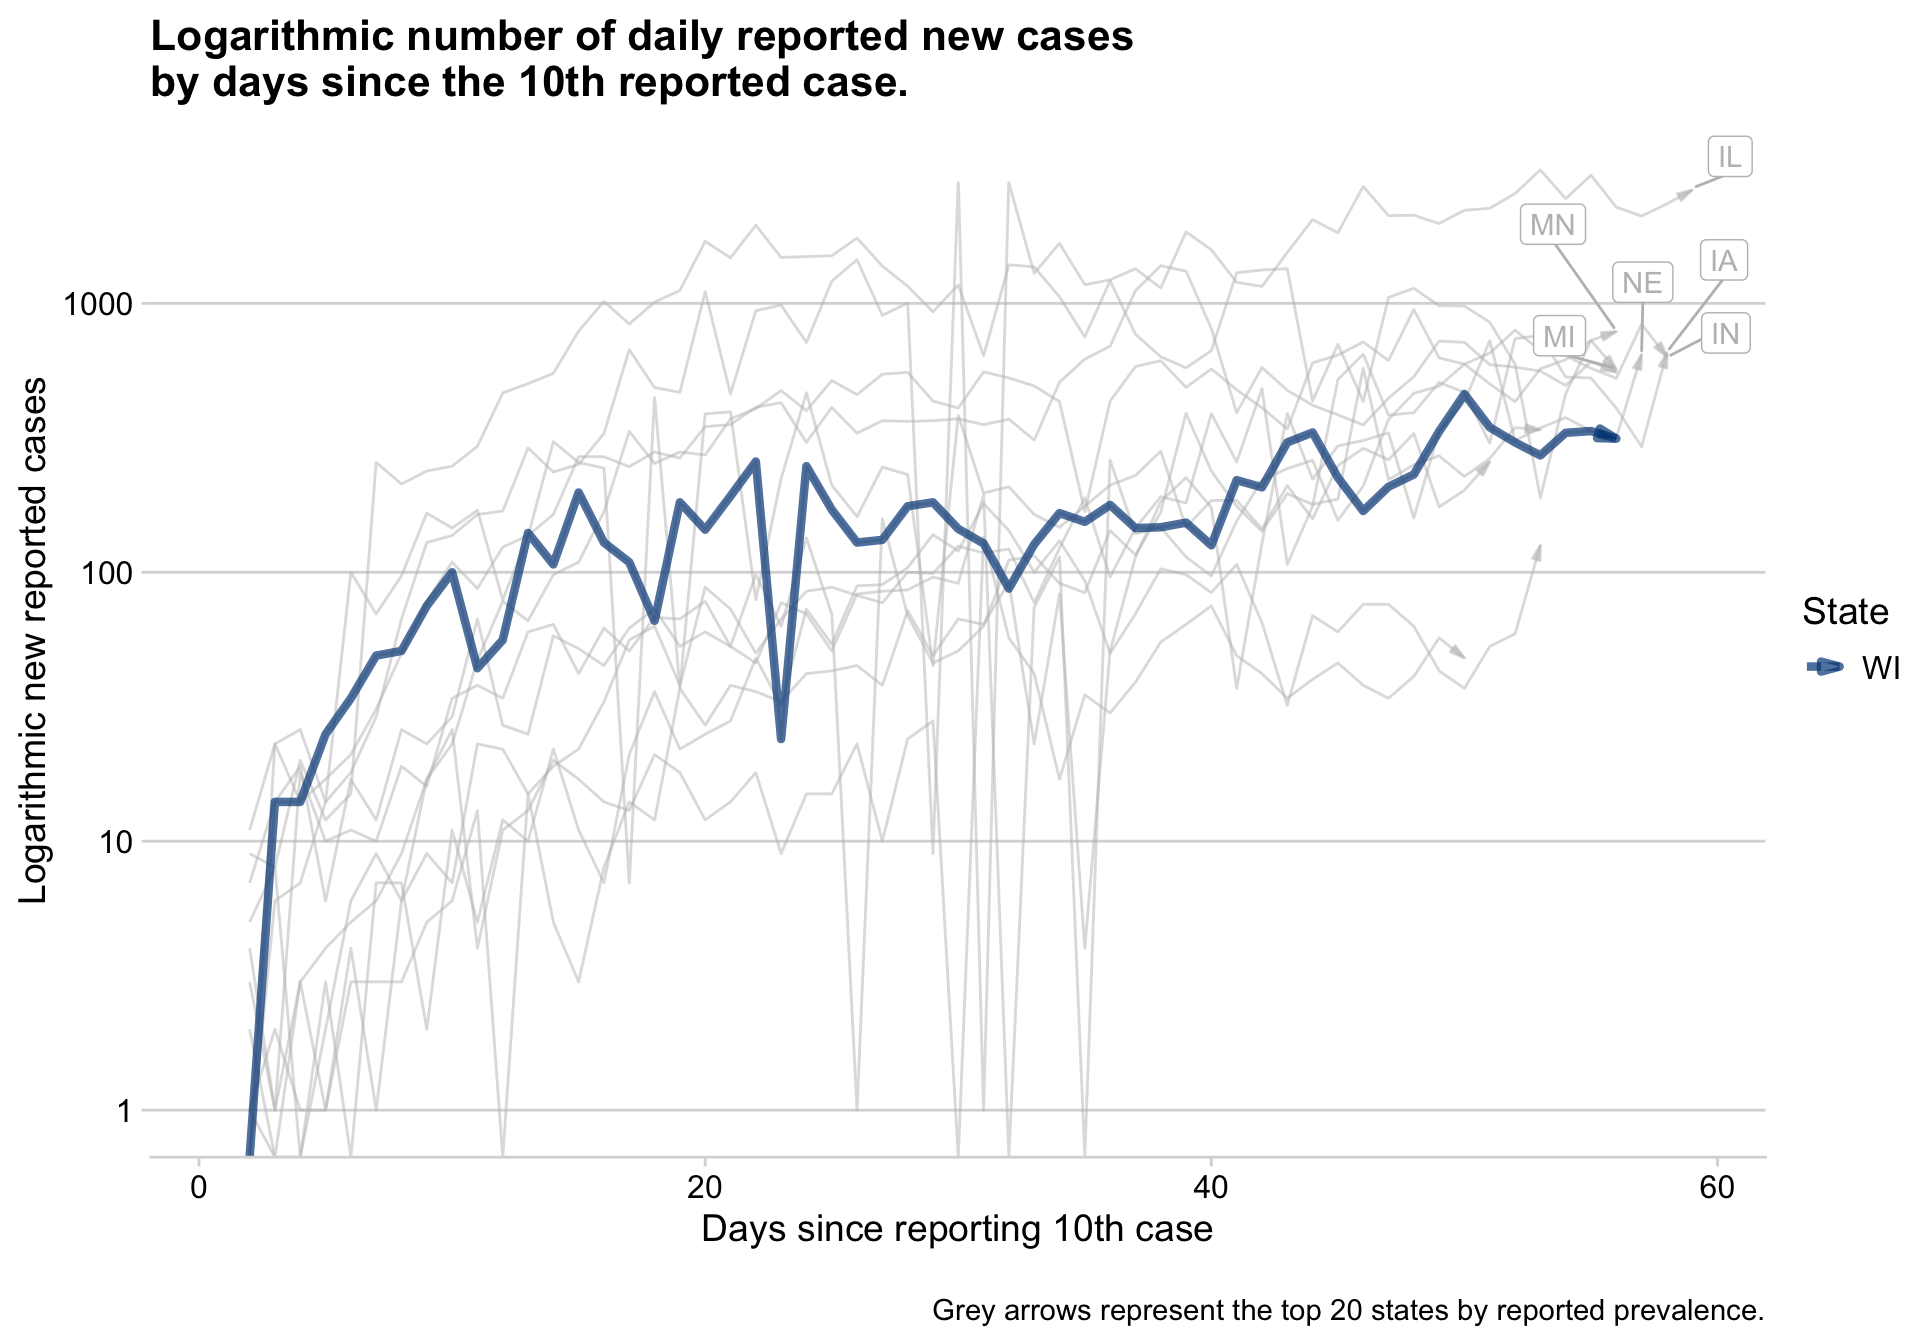 Logarithmic number of daily reported new cases
by days since the 10th reported case.
IL
MN
IA
NE
IN
MI
1000
100
10
1
Logarithmic new reported cases
0
20
40
60
Days since reporting 10th case
State
WI
Grey arrows represent the top 20 states by reported prevalence.